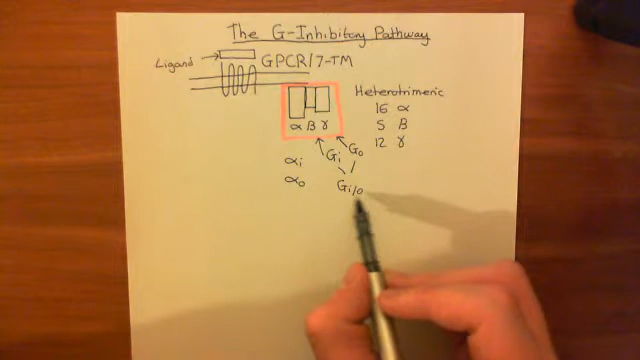 The G-Inhibitory Pathway
Ligand
GPCR/7-TM
Heterotrimeric
16 α
5 β
12 γ
α β γ
Gi
Go
αi
αo
Gi/o